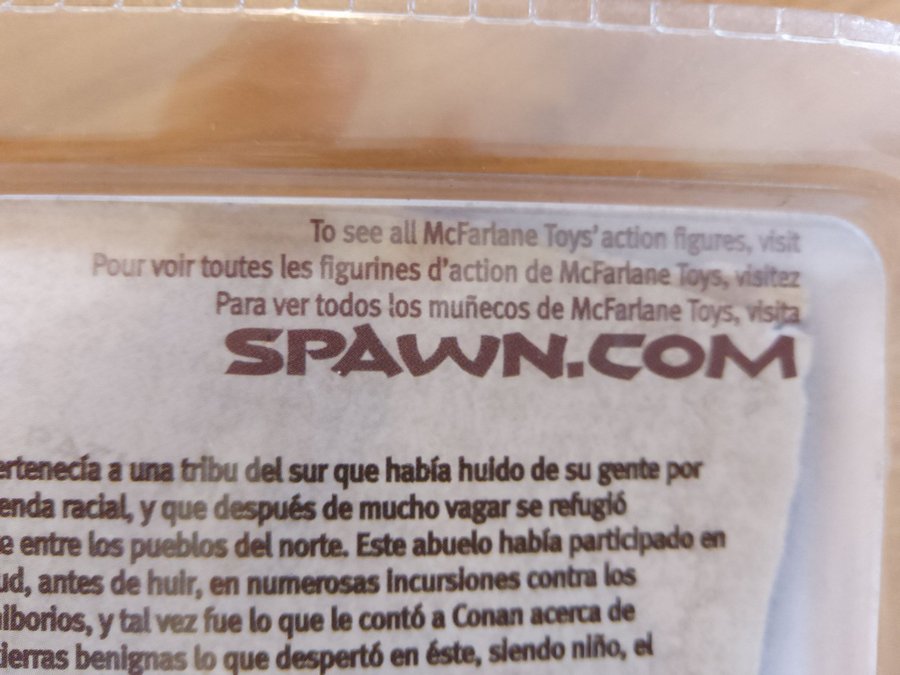 To see all McFarlane Toys' action figures, visit
Pour voir toutes les figurines d'action de McFarlane Toys, visitez
Para ver todos los muñecos de McFarlane Toys, visita
SPAWN.COM
ertenecía a una tribu del sur que había huido de su gente por
enda racial, y que después de mucho vagar se refugió
e entre los pueblos del norte. Este abuelo había participado en
ud, antes de huir, en numerosas incursiones contra los
iborios, y tal vez fue lo que le contó a Conan acerca de
tierras benignas lo que despertó en éste, siendo niño, el